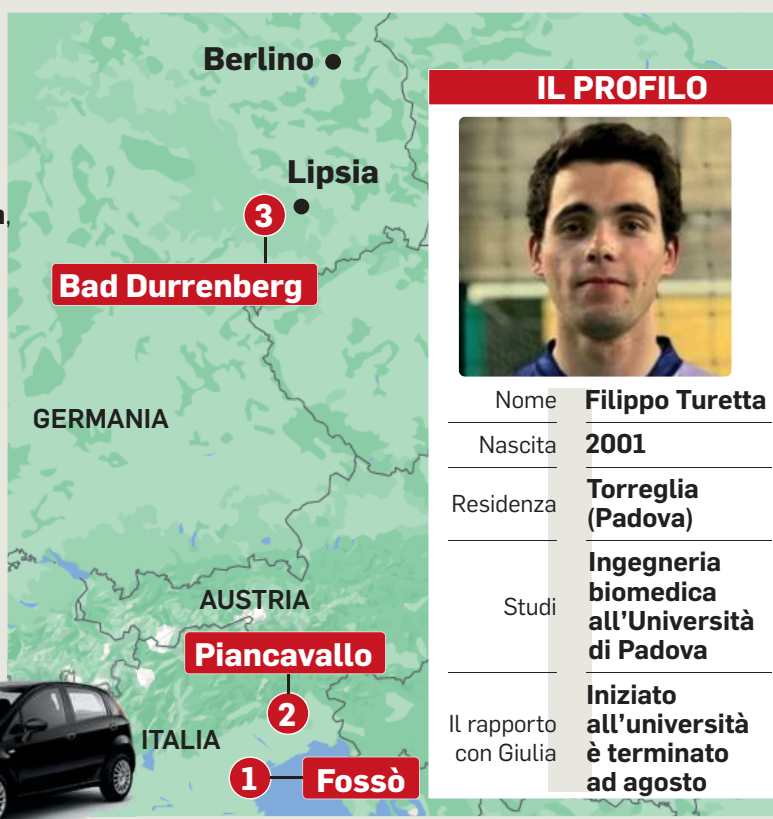 Berlino
Lipsia
a,
3
Bad Durrenberg
GERMANIA
AUSTRIA
Piancavallo
2
ITALIA
1
Fossò
IL PROFILO
Nome Filippo Turetta
Nascita 2001
Residenza Torreglia
(Padova)
Studi Ingegneria
biomedica
all'Università
di Padova
Il rapporto
con Giulia
Iniziato
all'università
è terminato
ad agosto